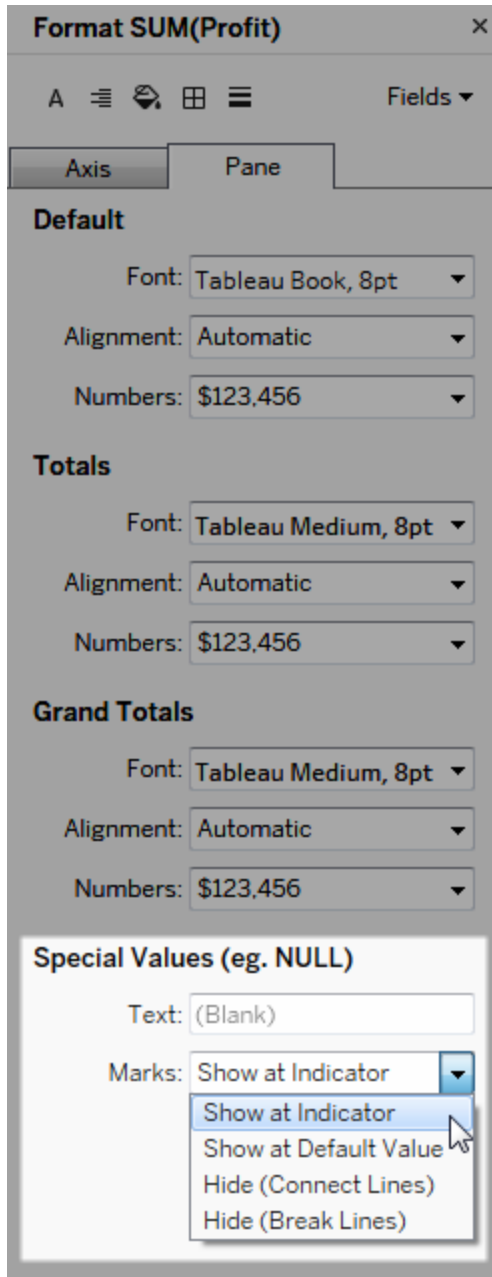 Format SUM(Profit) ×
A Fields
Axis Pane
Default
Font: Tableau Book, 8pt
Alignment: Automatic
Numbers: $123,456
Totals
Font: Tableau Medium, 8pt
Alignment: Automatic
Numbers: $123,456
Grand Totals
Font: Tableau Medium, 8pt
Alignment: Automatic
Numbers: $123,456
Special Values (eg. NULL)
Text: (Blank)
Marks: Show at Indicator
Show at Indicator
Show at Default Value
Hide (Connect Lines)
Hide (Break Lines)